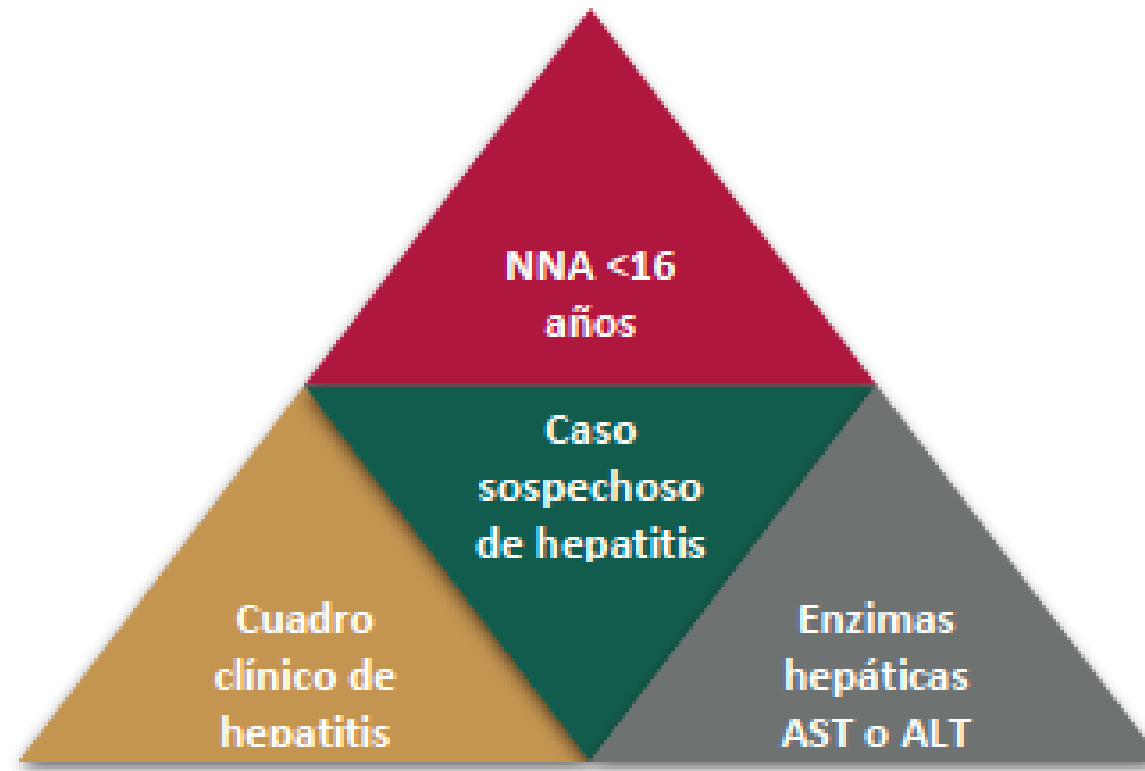 NNA <16
años
Caso
sospechoso
de hepatitis
Cuadro
clínico de
hepatitis
Enzimas
hepáticas
AST o ALT